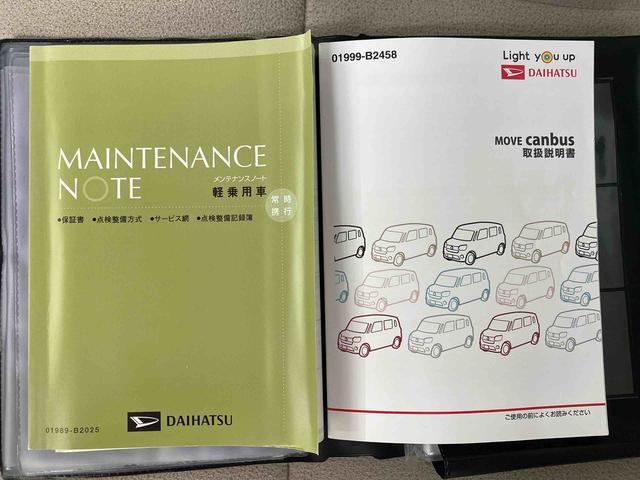 MAINTENANCE
NOTE
メンテナンスノート
軽乗用車
常時
携行
●保証書 ●点検整備方式 ●サービス網 ●点検整備記録簿
01989-B2025
DAIHATSU
01999-B2458
Light you up
DAIHATSU
MOVE canbus
取扱説明書
ご使用の前によくお読みください